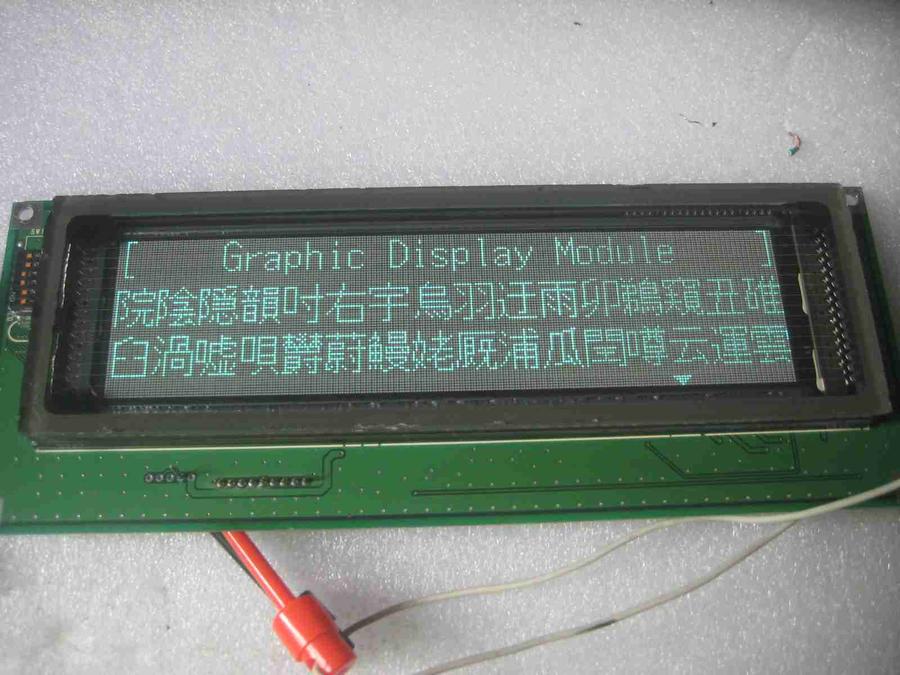 [ Graphic Display Module ]
院陰隠韻吋右宇烏羽迂雨卯鵜窺丑碓
臼渦嘘唄欝蔚鰻姥厩浦瓜閏噂云運雲